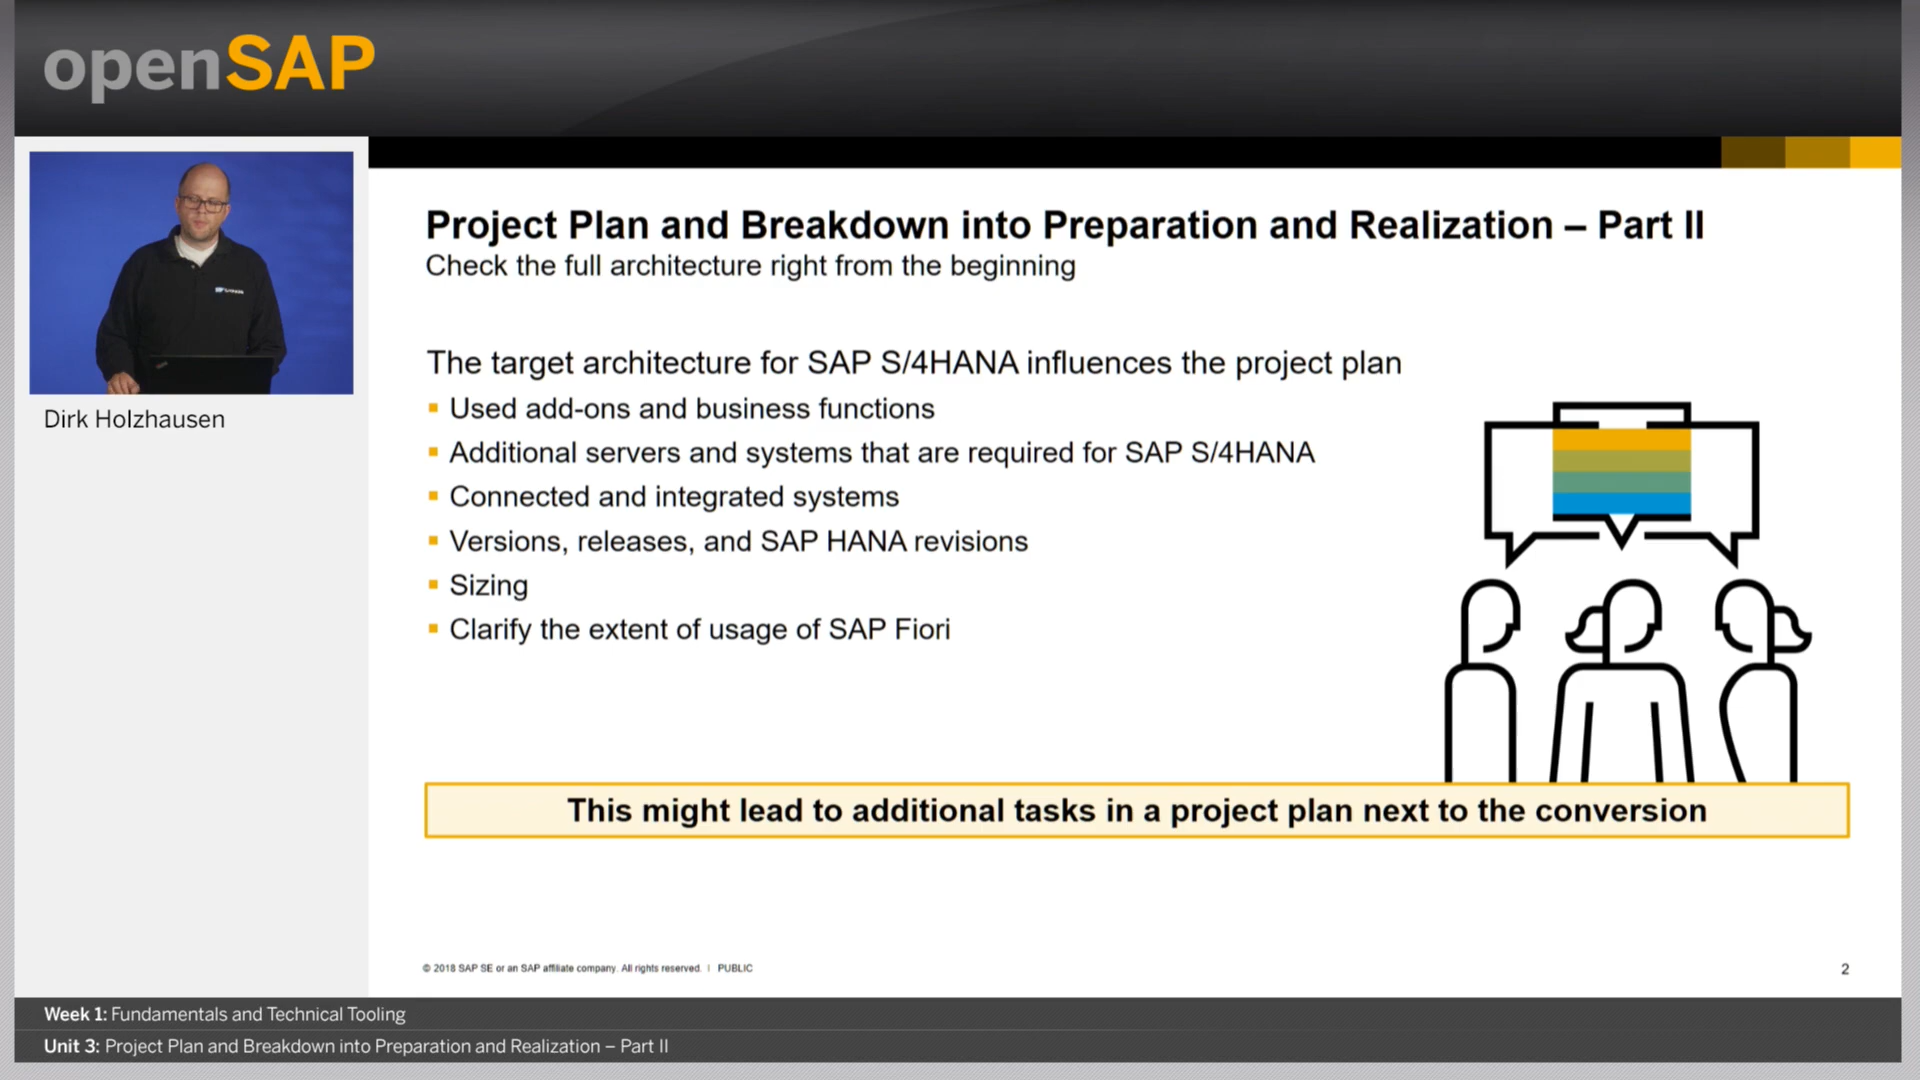 openSAP
Dirk Holzhausen
Project Plan and Breakdown into Preparation and Realization – Part II
Check the full architecture right from the beginning
The target architecture for SAP S/4HANA influences the project plan
▪ Used add-ons and business functions
▪ Additional servers and systems that are required for SAP S/4HANA
▪ Connected and integrated systems
▪ Versions, releases, and SAP HANA revisions
▪ Sizing
▪ Clarify the extent of usage of SAP Fiori
This might lead to additional tasks in a project plan next to the conversion
© 2018 SAP SE or an SAP affiliate company. All rights reserved. | PUBLIC
2
Week 1: Fundamentals and Technical Tooling
Unit 3: Project Plan and Breakdown into Preparation and Realization – Part II